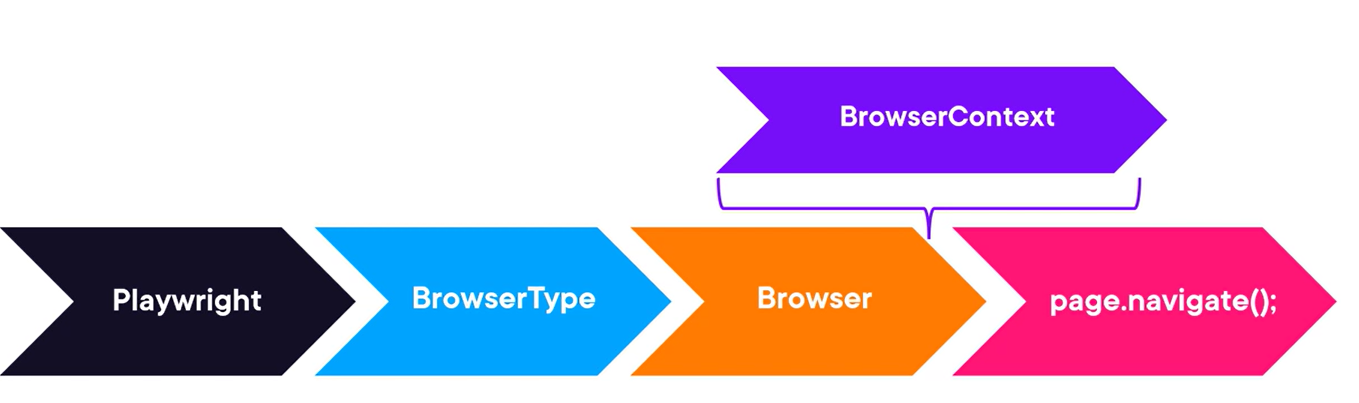 BrowserContext
Playwright
BrowserType
Browser
page.navigate();